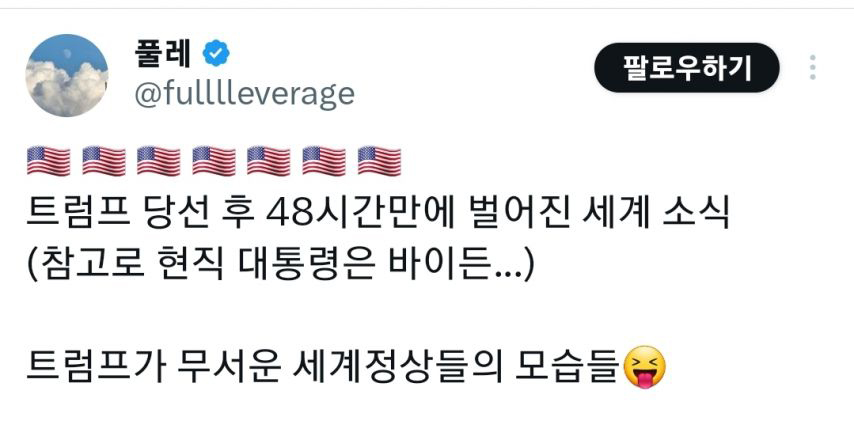 풀레
@fulllleverage
팔로우하기
🇺🇸 🇺🇸 🇺🇸 🇺🇸 🇺🇸 🇺🇸 🇺🇸
트럼프 당선 후 48시간만에 벌어진 세계 소식
(참고로 현직 대통령은 바이든...)
트럼프가 무서운 세계정상들의 모습들😝